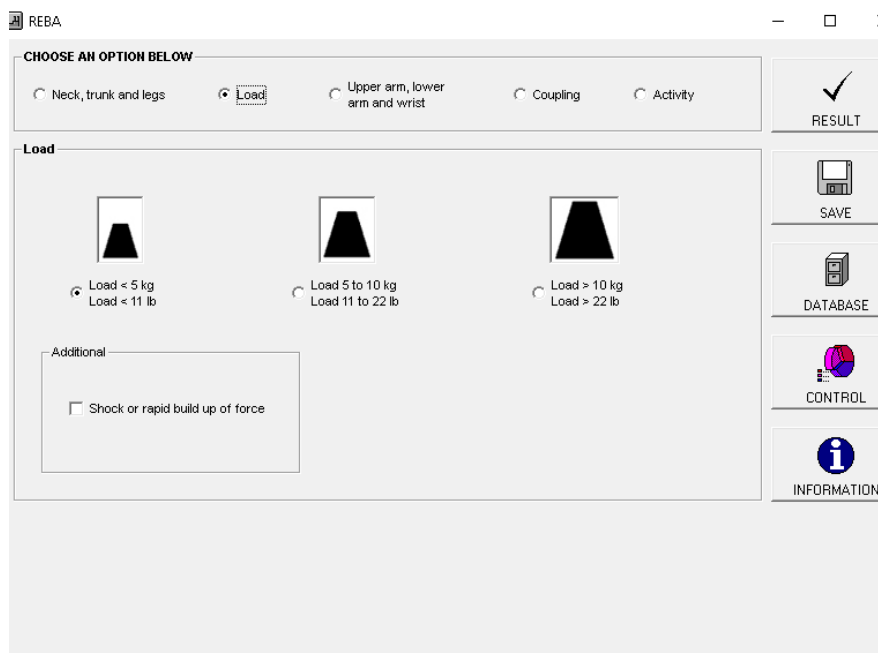 REBA
CHOOSE AN OPTION BELOW
Neck, trunk and legs
Load
Upper arm, lower
arm and wrist
Coupling
Activity
RESULT
Load
SAVE
Load < 5 kg
Load < 11 lb
Load 5 to 10 kg
Load 11 to 22 lb
Load > 10 kg
Load > 22 lb
DATABASE
Additional
Shock or rapid build up of force
CONTROL
INFORMATION